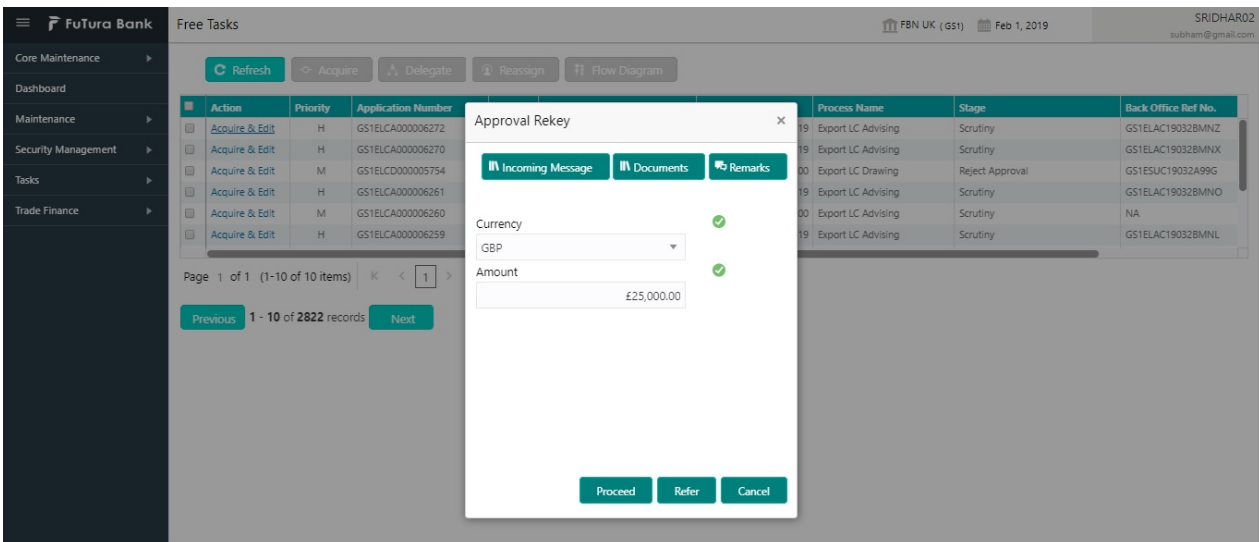 FuTura Bank
Free Tasks
FBN UK ( GS1) Feb 1, 2019
SRIDHAR02
subham@gmail.com
Core Maintenance
Dashboard
Maintenance
Security Management
Tasks
Trade Finance
Refresh Acquire Delegate Reassign Flow Diagram
Action Priority Application Number Process Name Stage Back Office Ref No.
Acquire & Edit H GS1ELCA000006272 19 Export LC Advising Scrutiny GS1ELAC19032BMNZ
Acquire & Edit H GS1ELCA000006270 19 Export LC Advising Scrutiny GS1ELAC19032BMNX
Acquire & Edit M GS1ELCD000005754 00 Export LC Drawing Reject Approval GS1ESUC19032A99G
Acquire & Edit H GS1ELCA000006261 19 Export LC Advising Scrutiny GS1ELAC19032BMNO
Acquire & Edit M GS1ELCA000006260 00 Export LC Advising Scrutiny NA
Acquire & Edit H GS1ELCA000006259 19 Export LC Advising Scrutiny GS1ELAC19032BMNL
Page 1 of 1 (1-10 of 10 items) K < 1 >
Previous 1 - 10 of 2822 records Next
Approval Rekey ×
Incoming Message Documents Remarks
Currency
GBP
Amount
£25,000.00
Proceed Refer Cancel